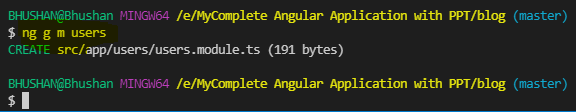 BHUSHAN@Bhushan MINGW64 /e/MyComplete Angular Application with PPT/blog (master)
$ ng g m users
CREATE src/app/users/users.module.ts (191 bytes)
BHUSHAN@Bhushan MINGW64 /e/MyComplete Angular Application with PPT/blog (master)
$